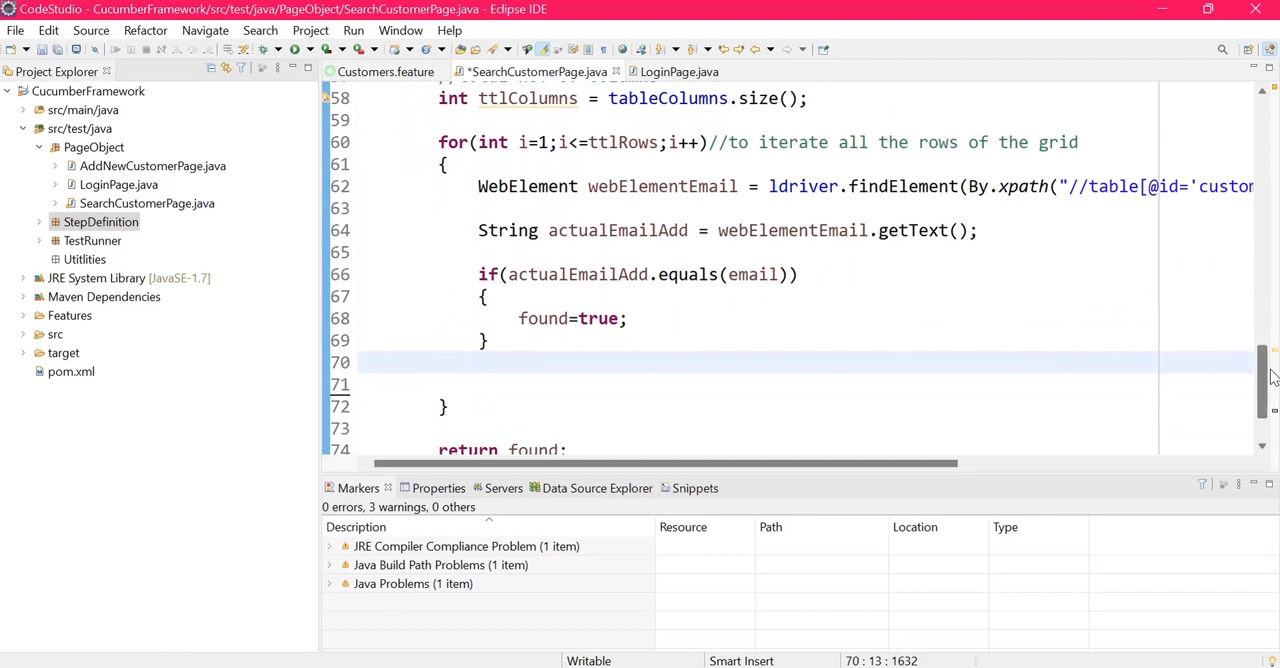 CodeStudio - CucumberFramework/src/test/java/PageObject/SearchCustomerPage.java - Eclipse IDE
File Edit Source Refactor Navigate Search Project Run Window Help
Project Explorer
Customers.feature *SearchCustomerPage.java LoginPage.java
CucumberFramework
src/main/java
src/test/java
PageObject
AddNewCustomerPage.java
LoginPage.java
SearchCustomerPage.java
StepDefinition
TestRunner
Utitlities
JRE System Library [JavaSE-1.7]
Maven Dependencies
Features
src
target
pom.xml
58 int ttlColumns = tableColumns.size();
59
60 for(int i=1;i<=ttlRows;i++)//to iterate all the rows of the grid
61 {
62 WebElement webElementEmail = ldriver.findElement(By.xpath("//table[@id='custom
63
64 String actualEmailAdd = webElementEmail.getText();
65
66 if(actualEmailAdd.equals(email))
67 {
68 found=true;
69 }
70
71
72 }
73
74 return found;
Markers Properties Servers Data Source Explorer Snippets
0 errors, 3 warnings, 0 others
Description Resource Path Location Type
JRE Compiler Compliance Problem (1 item)
Java Build Path Problems (1 item)
Java Problems (1 item)
Writable Smart Insert 70 : 13 : 1632